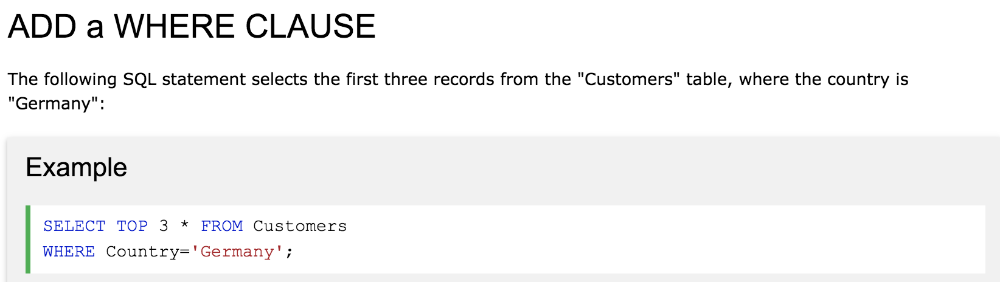 ADD a WHERE CLAUSE
The following SQL statement selects the first three records from the "Customers" table, where the country is
"Germany":
Example
SELECT TOP 3 * FROM Customers
WHERE Country='Germany';